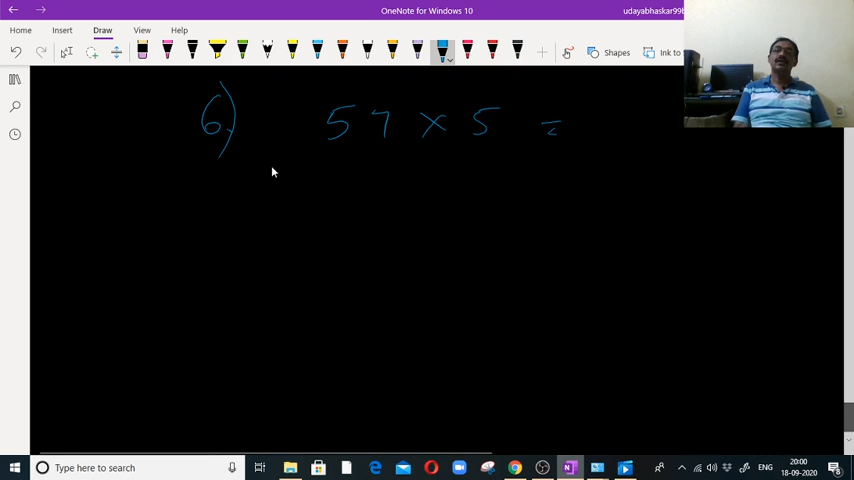 OneNote for Windows 10
Home Insert Draw View Help
Shapes Ink to
6) 57 × 5 =
Type here to search
ENG
20:00
18-09-2020